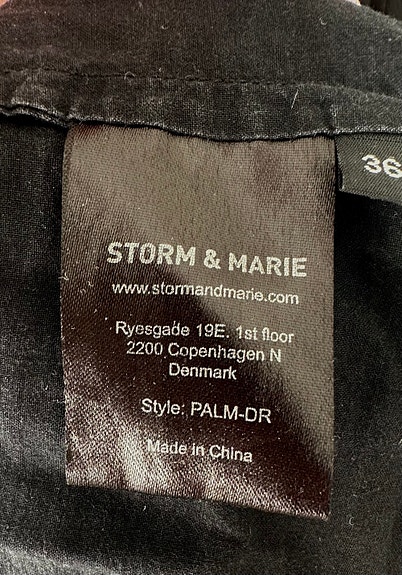 36
STORM & MARIE
www.stormandmarie.com
Ryesgade 19E. 1st floor
2200 Copenhagen N
Denmark
Style: PALM-DR
Made in China